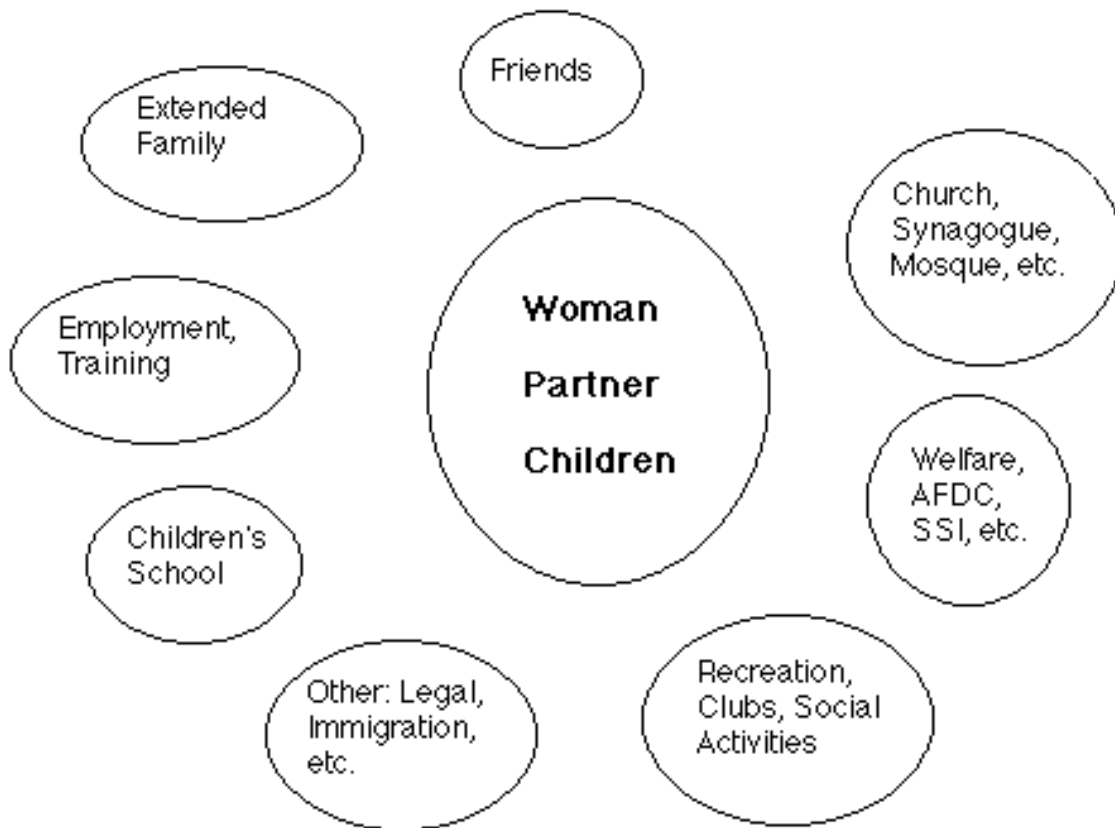 Friends
Extended
Family
Church,
Synagogue,
Mosque, etc.
Woman
Partner
Children
Employment,
Training
Welfare,
AFDC,
SSI, etc.
Children's
School
Recreation,
Clubs, Social
Activities
Other: Legal,
Immigration,
etc.